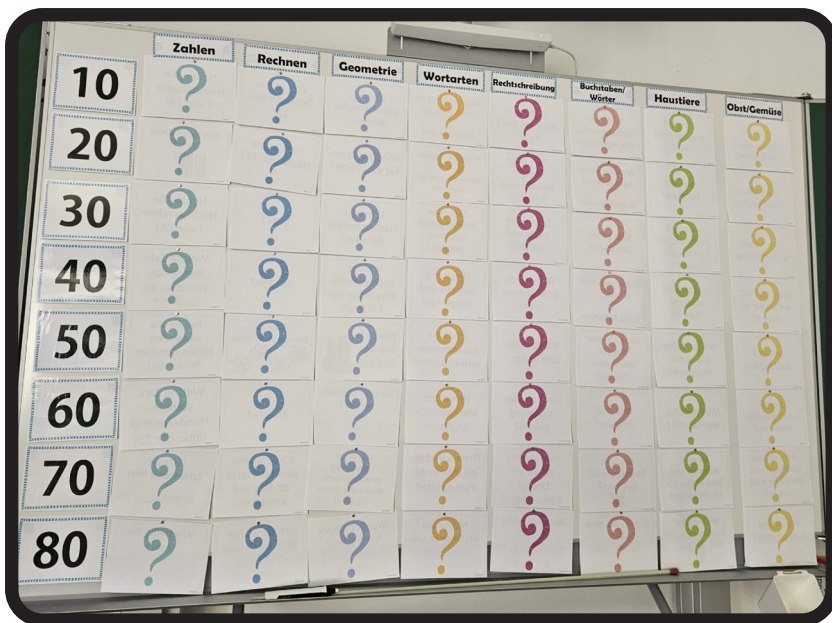 Zahlen Rechnen Geometrie Wortarten Rechtschreibung Buchstaben/ Haustiere Obst/Gemüse
Wörter
10 ? ? ? ? ? ? ? ?
20 ? ? ? ? ? ? ? ?
30 ? ? ? ? ? ? ? ?
40 ? ? ? ? ? ? ? ?
50 ? ? ? ? ? ? ? ?
60 ? ? ? ? ? ? ? ?
70 ? ? ? ? ? ? ? ?
80 ? ? ? ? ? ? ? ?